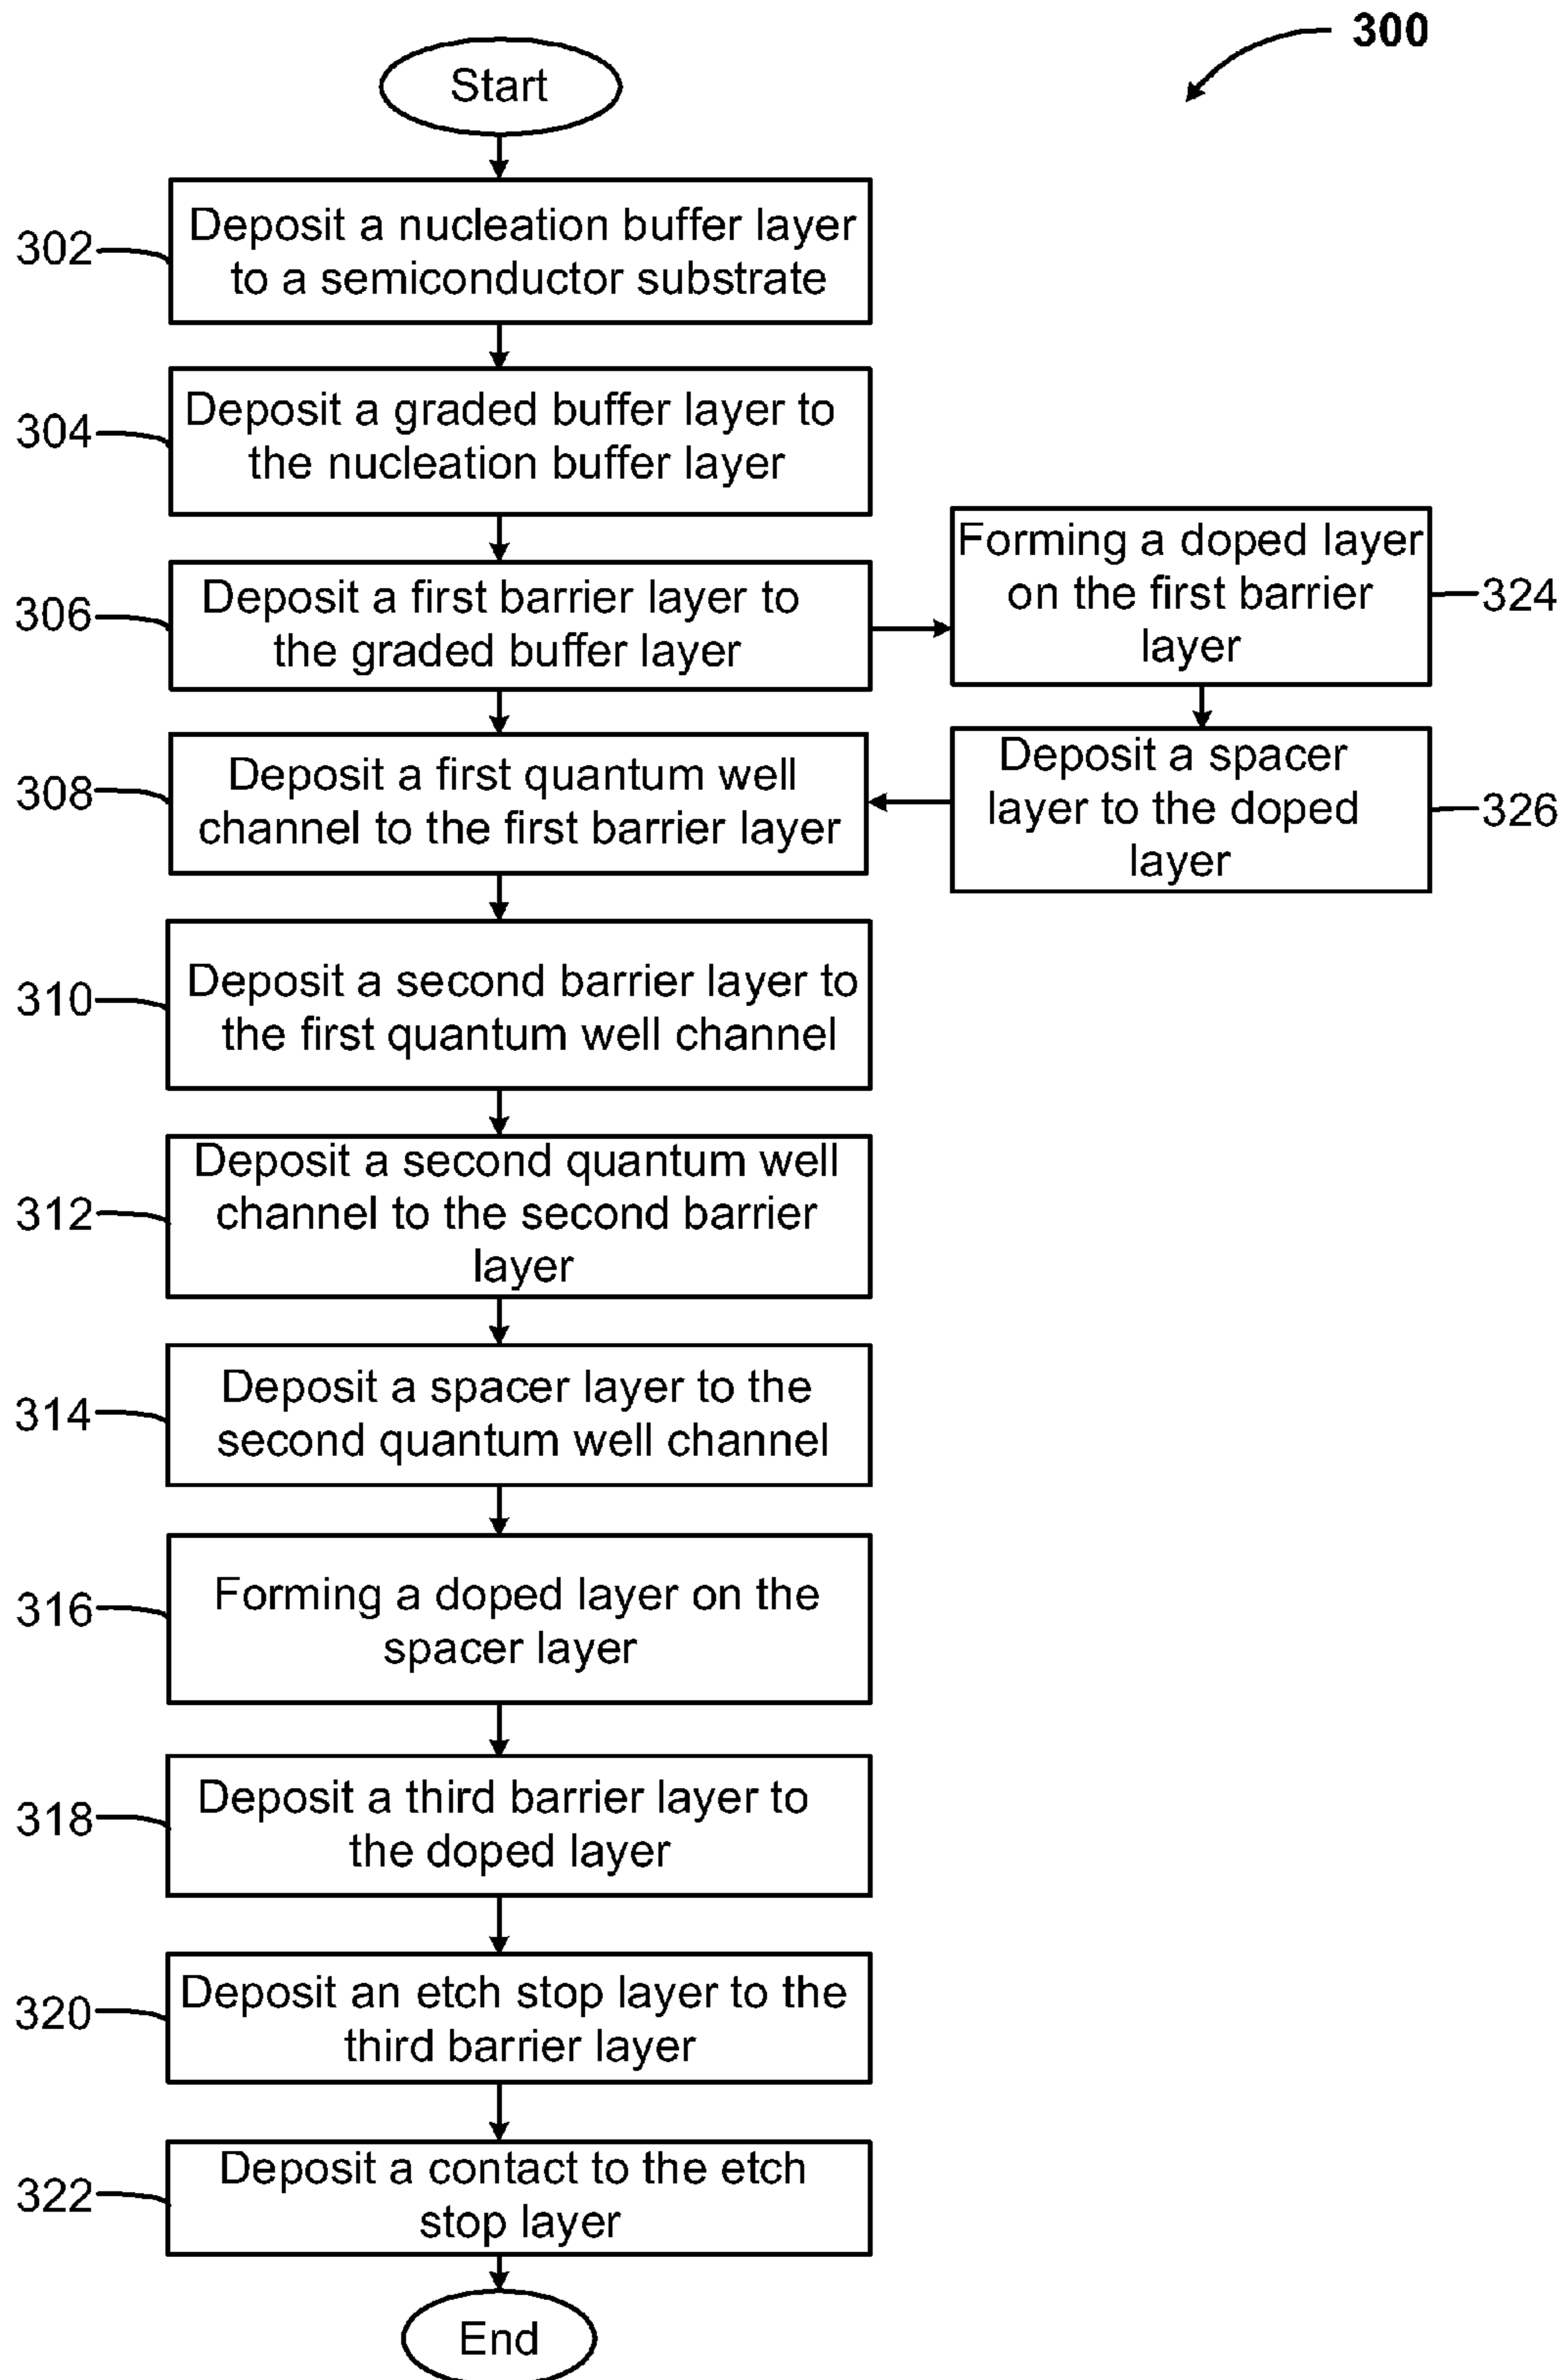 300
Start
302
Deposit a nucleation buffer layer
to a semiconductor substrate
304
Deposit a graded buffer layer to
the nucleation buffer layer
306
Deposit a first barrier layer to
the graded buffer layer
Forming a doped layer
on the first barrier
layer
324
308
Deposit a first quantum well
channel to the first barrier layer
Deposit a spacer
layer to the doped
layer
326
310
Deposit a second barrier layer to
the first quantum well channel
312
Deposit a second quantum well
channel to the second barrier
layer
314
Deposit a spacer layer to the
second quantum well channel
316
Forming a doped layer on the
spacer layer
318
Deposit a third barrier layer to
the doped layer
320
Deposit an etch stop layer to the
third barrier layer
322
Deposit a contact to the etch
stop layer
End